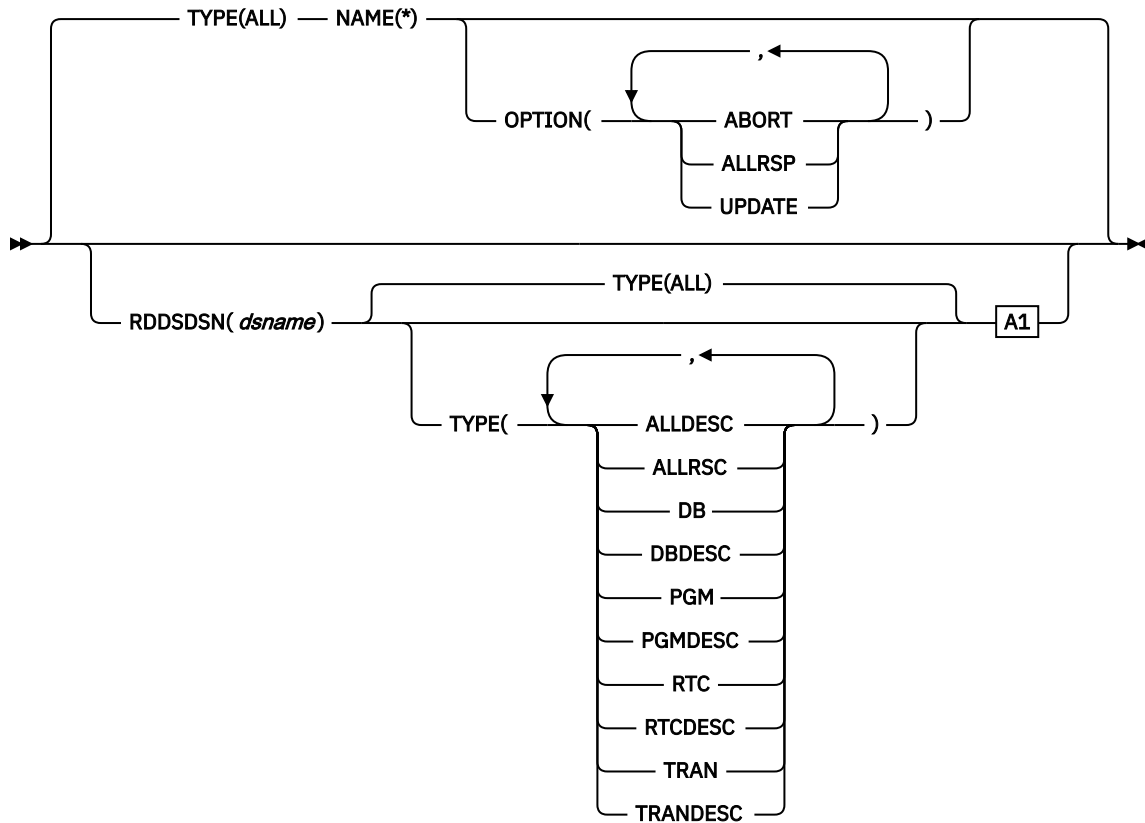 TYPE(ALL) NAME(*)
,
OPTION( ABORT )
ALLRSP
UPDATE
TYPE(ALL)
RDDSDSN( dsname) A1
,
TYPE( ALLDESC )
ALLRSC
DB
DBDESC
PGM
PGMDESC
RTC
RTCDESC
TRAN
TRANDESC